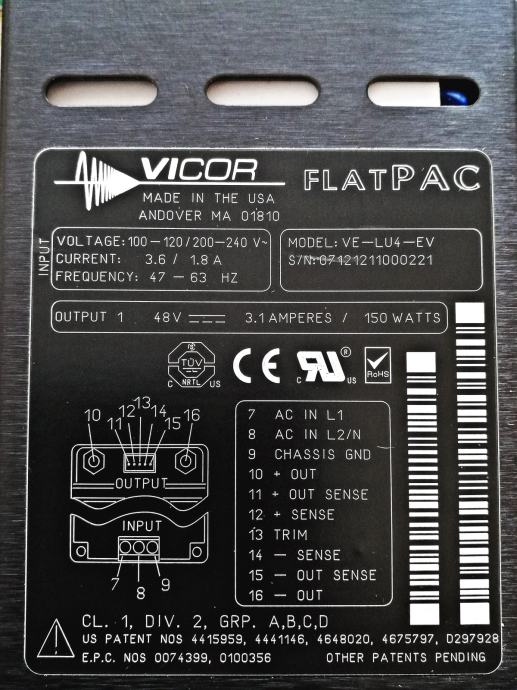 VICOR
FLATPAC
MADE IN THE USA
ANDOVER MA 01810
INPUT
VOLTAGE: 100 – 120 / 200–240 V~
CURRENT: 3.6 / 1.8 A
FREQUENCY: 47 – 63 HZ
MODEL: VE–LU4–EV
S/N:07121211000221
OUTPUT 1 48V 3.1 AMPERES / 150 WATTS
TÜV
C NRTL US
CE
c RU ® US
RoHS
10 11 12 13 14 15 16
OUTPUT
INPUT
7 8 9
7 AC IN L1
8 AC IN L2/N
9 CHASSIS GND
10 + OUT
11 + OUT SENSE
12 + SENSE
13 TRIM
14 – SENSE
15 – OUT SENSE
16 – OUT
CL. 1, DIV. 2, GRP. A,B,C,D
US PATENT NOS 4415959, 4441146, 4648020, 4675797, D297928
E.P.C. NOS 0074399, 0100356 OTHER PATENTS PENDING